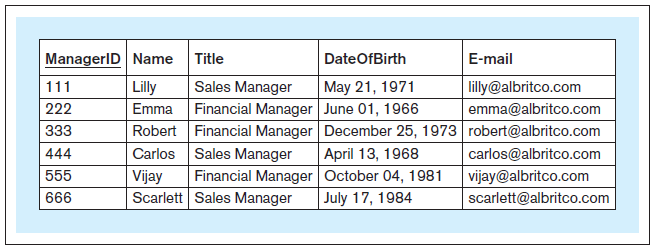 ManagerID Name Title DateOfBirth E-mail
111 Lilly Sales Manager May 21, 1971 lilly@albritco.com
222 Emma Financial Manager June 01, 1966 emma@albritco.com
333 Robert Financial Manager December 25, 1973 robert@albritco.com
444 Carlos Sales Manager April 13, 1968 carlos@albritco.com
555 Vijay Financial Manager October 04, 1981 vijay@albritco.com
666 Scarlett Sales Manager July 17, 1984 scarlett@albritco.com